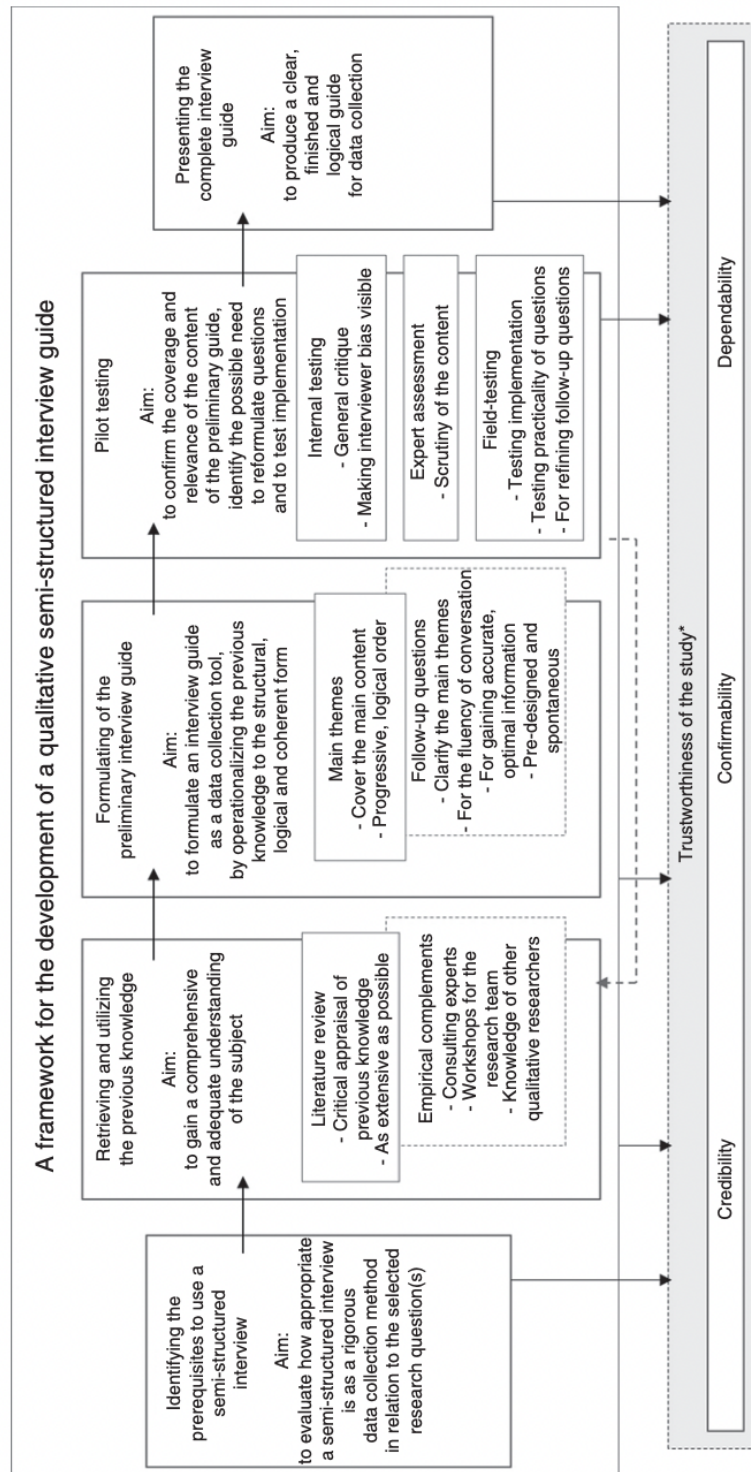 A framework for the development of a qualitative semi-structured interview guide
Identifying the
prerequisites to use a
semi-structured
interview
Aim:
to evaluate how appropriate
a semi-structured interview
is as a rigorous
data collection method
in relation to the selected
research question(s)
Retrieving and utilizing
the previous knowledge
Aim:
to gain a comprehensive
and adequate understanding
of the subject
Literature review
- Critical appraisal of
previous knowledge
- As extensive as possible
Empirical complements
- Consulting experts
- Workshops for the
research team
- Knowledge of other
qualitative researchers
Formulating of the
preliminary interview guide
Aim:
to formulate an interview guide
as a data collection tool,
by operationalizing the previous
knowledge to the structural,
logical and coherent form
Main themes
- Cover the main content
- Progressive, logical order
Follow-up questions
- Clarify the main themes
- For the fluency of conversation
- For gaining accurate,
optimal information
- Pre-designed and
spontaneous
Pilot testing
Aim:
to confirm the coverage and
relevance of the content
of the preliminary guide,
identify the possible need
to reformulate questions
and to test implementation
Internal testing
- General critique
- Making interviewer bias visible
Expert assessment
- Scrutiny of the content
Field-testing
- Testing implementation
- Testing practicality of questions
- For refining follow-up questions
Presenting the
complete interview
guide
Aim:
to produce a clear,
finished and
logical guide
for data collection
Trustworthiness of the study*
Credibility
Confirmability
Dependability